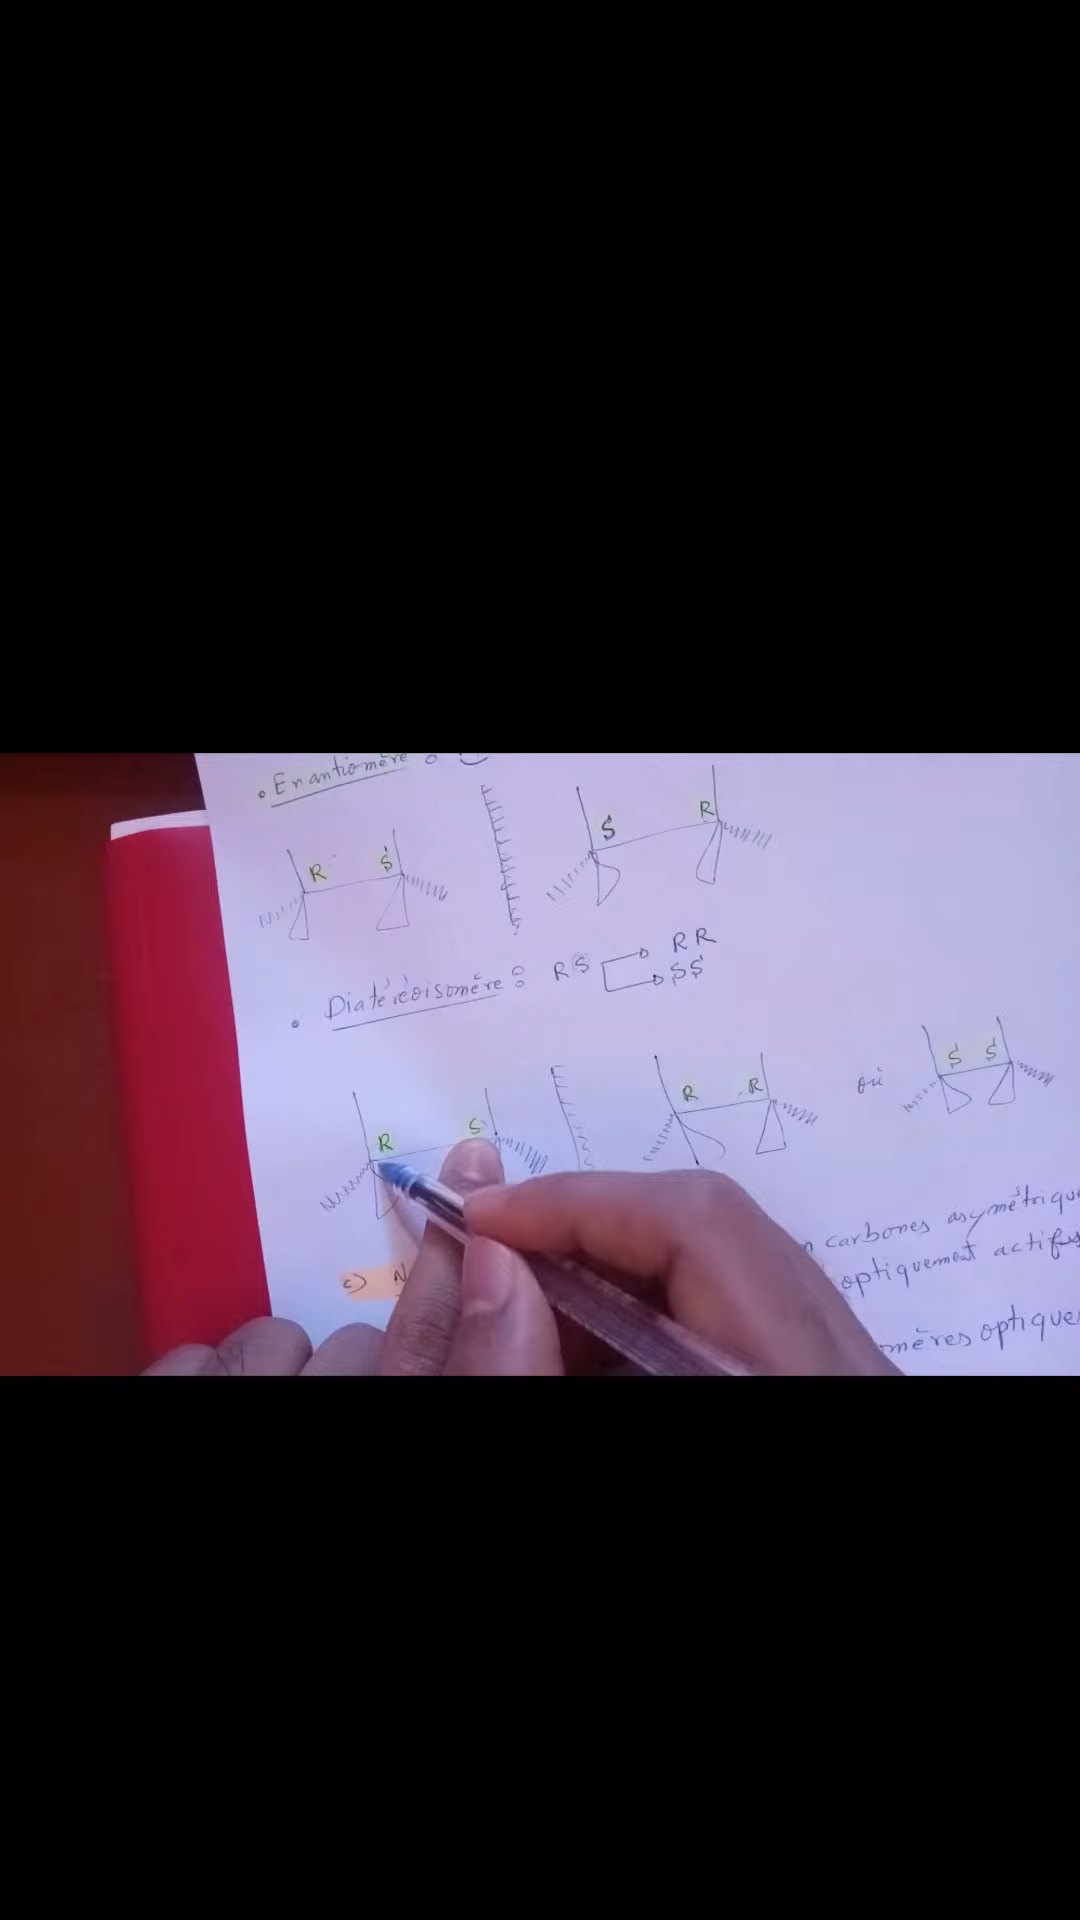 • Enantiomère :
R S S R
• Diatéréoisomère : RS RR
SS
R S R R ou S S
carbones asymétrique
c) N optiquement actifs
mères optique